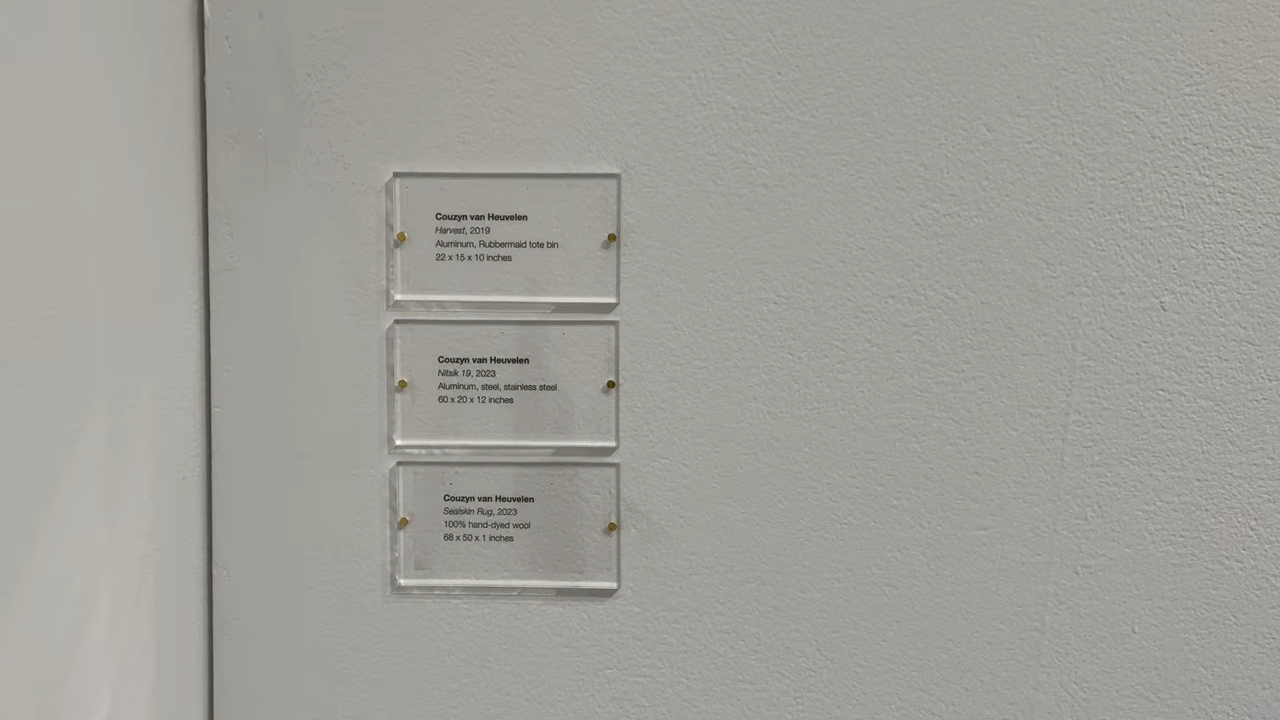 Couzyn van Heuvelen
Harvest, 2019
Aluminum, Rubbermaid tote bin
22 x 15 x 10 inches
Couzyn van Heuvelen
Nitsik 19, 2023
Aluminum, steel, stainless steel
60 x 20 x 12 inches
Couzyn van Heuvelen
Sealskin Rug, 2023
100% hand-dyed wool
68 x 50 x 1 inches